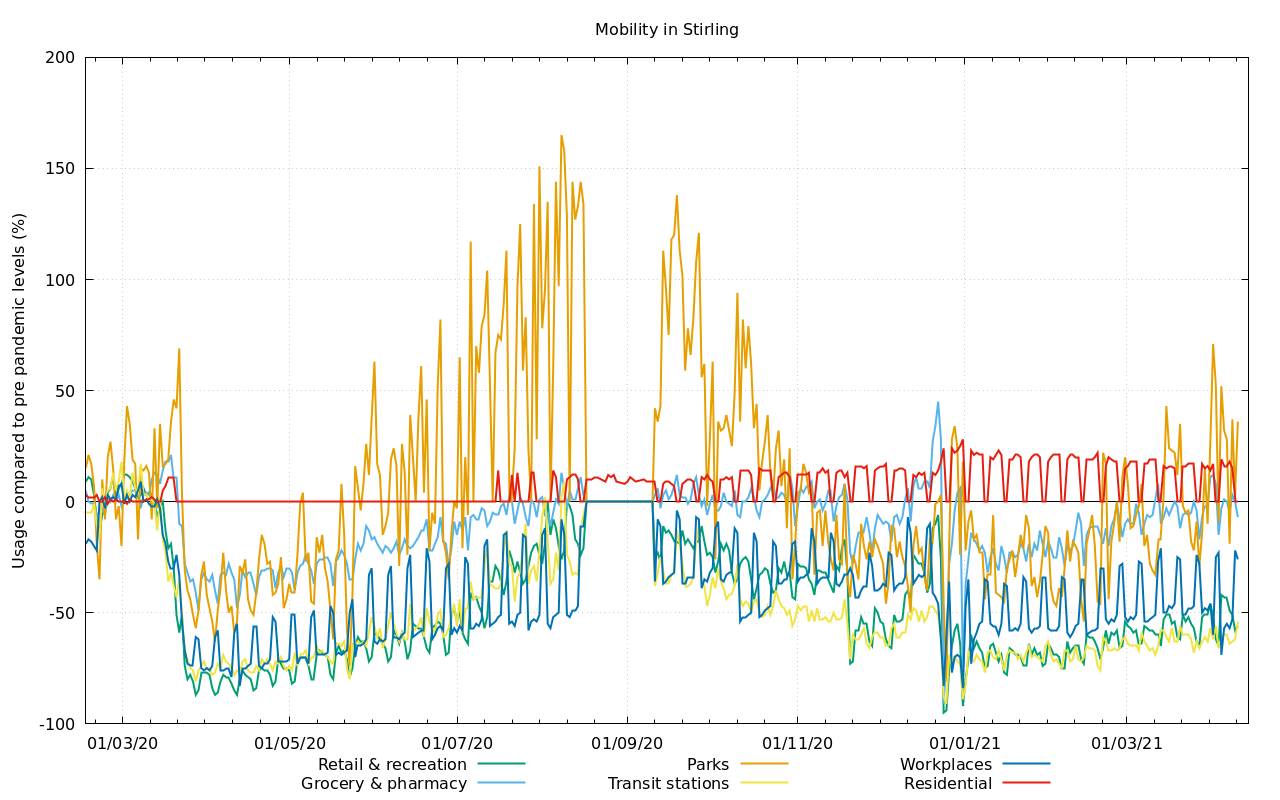 Mobility in Stirling
Usage compared to pre pandemic levels (%)
200
150
100
50
0
-50
-100
01/03/20 01/05/20 01/07/20 01/09/20 01/11/20 01/01/21 01/03/21
Retail & recreation Parks Workplaces
Grocery & pharmacy Transit stations Residential